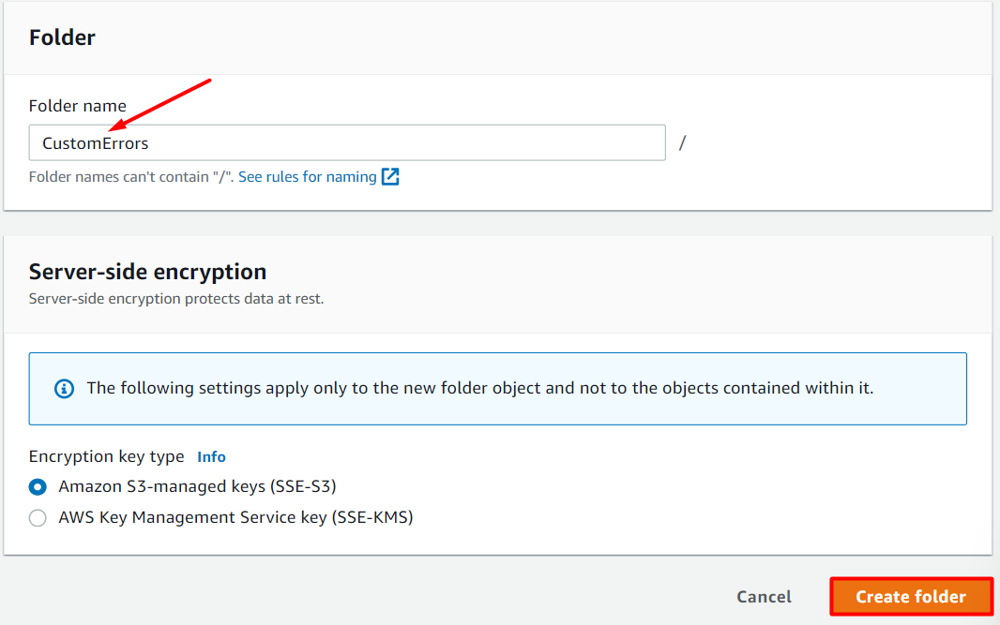 Folder
Folder name
CustomErrors /
Folder names can't contain "/". See rules for naming
Server-side encryption
Server-side encryption protects data at rest.
The following settings apply only to the new folder object and not to the objects contained within it.
Encryption key type Info
Amazon S3-managed keys (SSE-S3)
AWS Key Management Service key (SSE-KMS)
Cancel Create folder